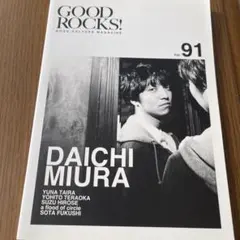 GOOD
ROCKS!
ROCK CULTURE MAGAZINE
Vol. 91
DAICHI
MIURA
YUNA TAIRA
YOHITO TERAOKA
SUZU HIROSE
a flood of circle
SOTA FUKUSHI